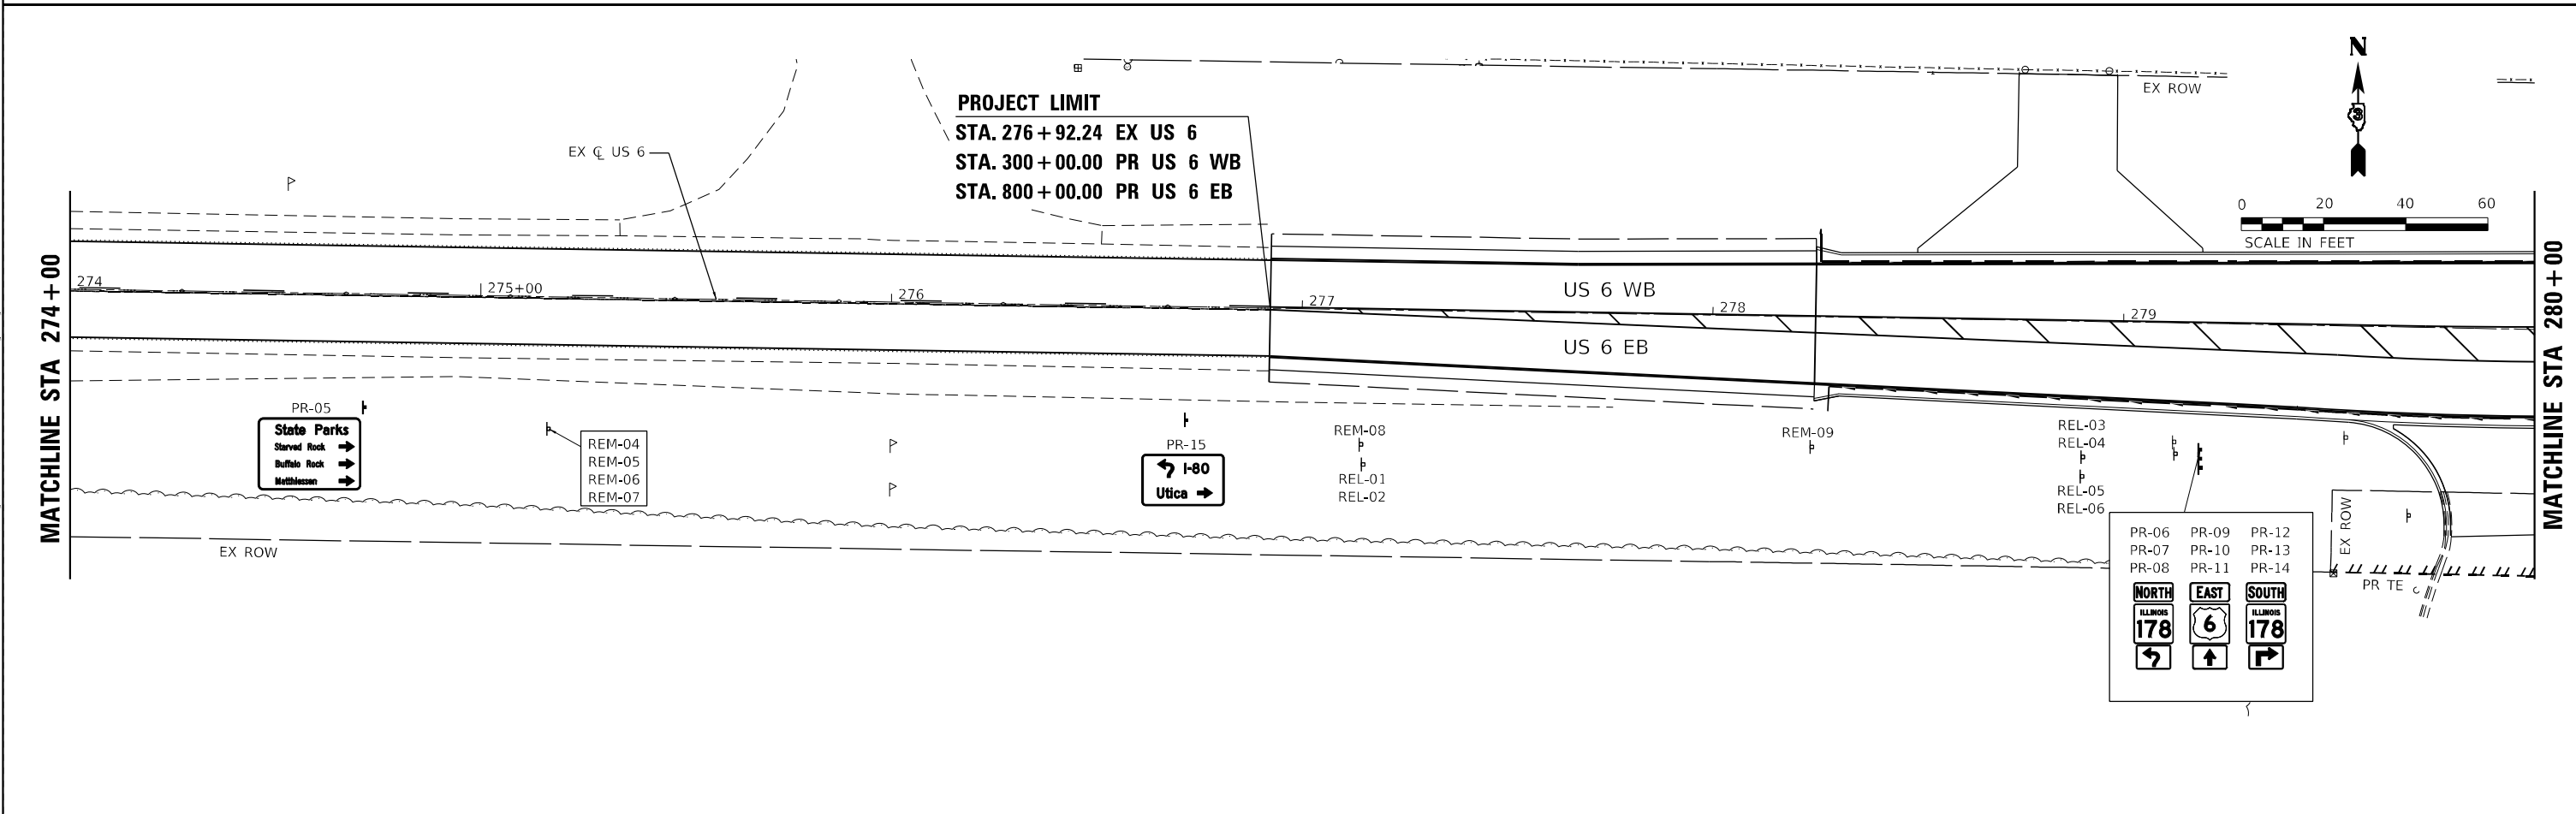 N
3
EX ROW
PROJECT LIMIT
STA. 276+92.24 EX US 6
STA. 300+00.00 PR US 6 WB
STA. 800+00.00 PR US 6 EB
EX ℄ US 6
0 20 40 60
SCALE IN FEET
MATCHLINE STA 274+00
MATCHLINE STA 280+00
274
275+00
276
277
278
279
US 6 WB
US 6 EB
PR-05
State Parks
Starved Rock
Buffalo Rock
Matthiessen
REM-04
REM-05
REM-06
REM-07
PR-15
I-80
Utica
REM-08
REL-01
REL-02
REM-09
REL-03
REL-04
REL-05
REL-06
EX ROW
EX ROW
PR TE
PR-06 PR-09 PR-12
PR-07 PR-10 PR-13
PR-08 PR-11 PR-14
NORTH EAST SOUTH
ILLINOIS ILLINOIS
178 6 178